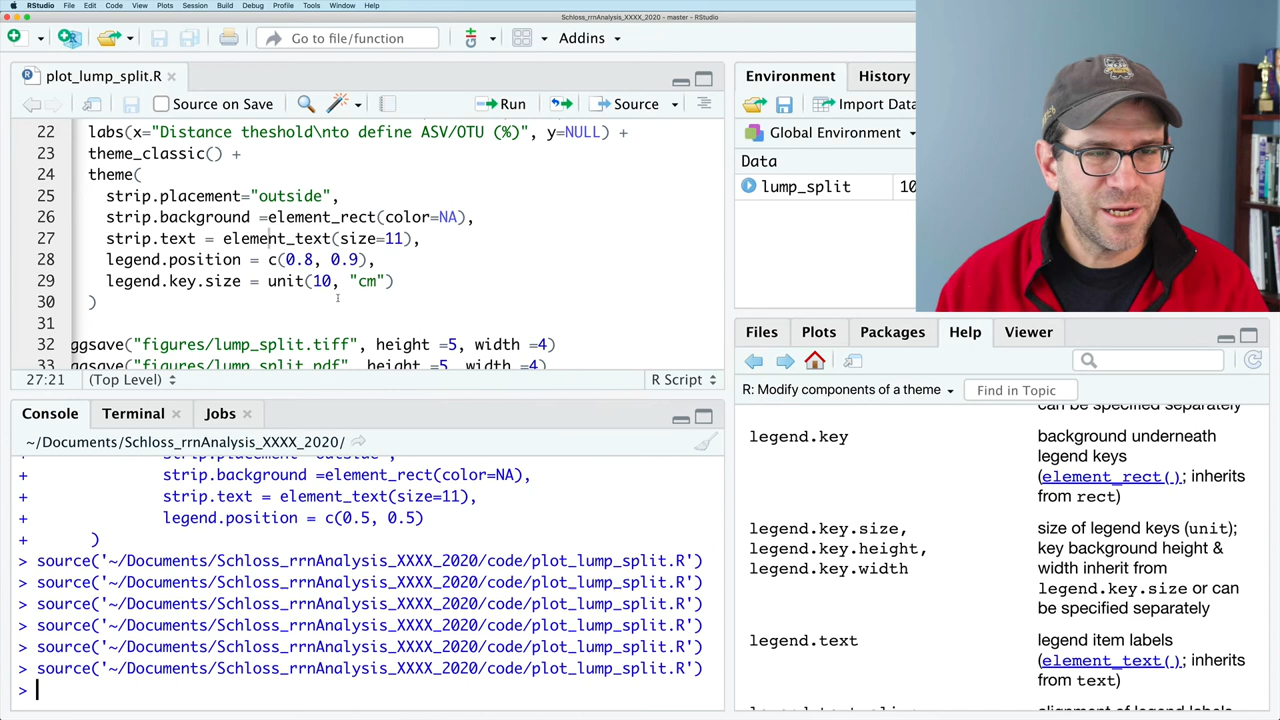 RStudio File Edit Code View Plots Session Build Debug Profile Tools Window Help
Schloss_rrnAnalysis_XXXX_2020 - master - RStudio
Go to file/function
Addins
plot_lump_split.R
Source on Save
Run
Source
22 labs(x="Distance theshold\nto define ASV/OTU (%)", y=NULL) +
23 theme_classic() +
24 theme(
25 strip.placement="outside",
26 strip.background =element_rect(color=NA),
27 strip.text = element_text(size=11),
28 legend.position = c(0.8, 0.9),
29 legend.key.size = unit(10, "cm")
30 )
31
32 ggsave("figures/lump_split.tiff", height =5, width =4)
33 ggsave("figures/lump_split.pdf", height =5, width =4)
27:21 (Top Level) R Script
Console Terminal Jobs
~/Documents/Schloss_rrnAnalysis_XXXX_2020/
+ strip.placement="outside",
+ strip.background =element_rect(color=NA),
+ strip.text = element_text(size=11),
+ legend.position = c(0.5, 0.5)
+ )
> source('~/Documents/Schloss_rrnAnalysis_XXXX_2020/code/plot_lump_split.R')
> source('~/Documents/Schloss_rrnAnalysis_XXXX_2020/code/plot_lump_split.R')
> source('~/Documents/Schloss_rrnAnalysis_XXXX_2020/code/plot_lump_split.R')
> source('~/Documents/Schloss_rrnAnalysis_XXXX_2020/code/plot_lump_split.R')
> source('~/Documents/Schloss_rrnAnalysis_XXXX_2020/code/plot_lump_split.R')
> source('~/Documents/Schloss_rrnAnalysis_XXXX_2020/code/plot_lump_split.R')
>
Environment History
Import Data
Global Environment
Data
lump_split 10
Files Plots Packages Help Viewer
R: Modify components of a theme
Find in Topic
can be specified separately
legend.key
background underneath
legend keys
(element_rect(); inherits
from rect)
legend.key.size,
legend.key.height,
legend.key.width
size of legend keys (unit);
key background height &
width inherit from
legend.key.size or can
be specified separately
legend.text
legend item labels
(element_text(); inherits
from text)
alignment of legend labels